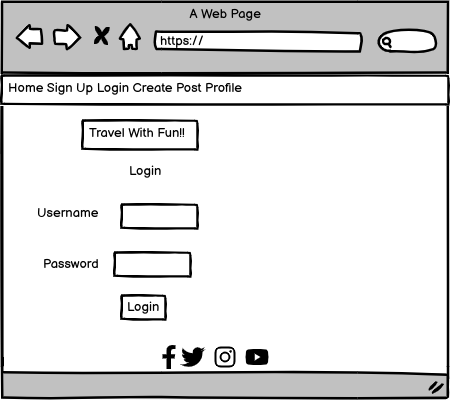 A Web Page
https://
Home Sign Up Login Create Post Profile
Travel With Fun!!
Login
Username
Password
Login